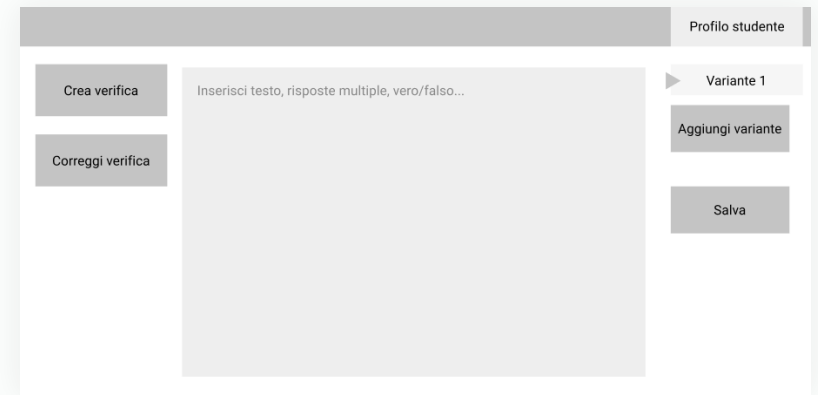 Profilo studente
Crea verifica
Inserisci testo, risposte multiple, vero/falso...
Variante 1
Aggiungi variante
Correggi verifica
Salva